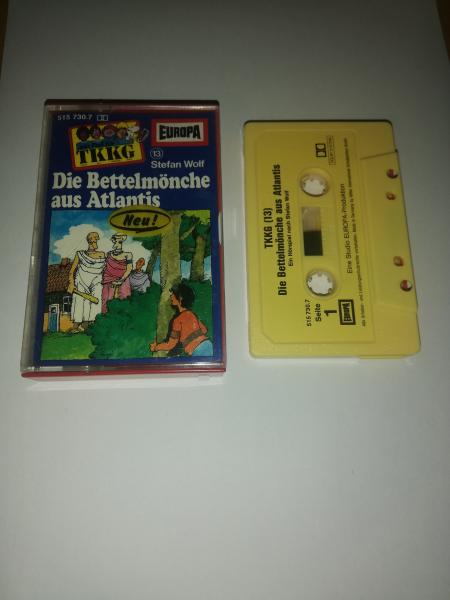 515 730.7
TKKG
EUROPA
13
Stefan Wolf
Die Bettelmönche
aus Atlantis
Neu!
TKKG (13)
Die Bettelmönche aus Atlantis
Ein Hörspiel nach Stefan Wolf
515 730.7
Seite
1
EUROPA
Eine Studio EUROPA-Produktion